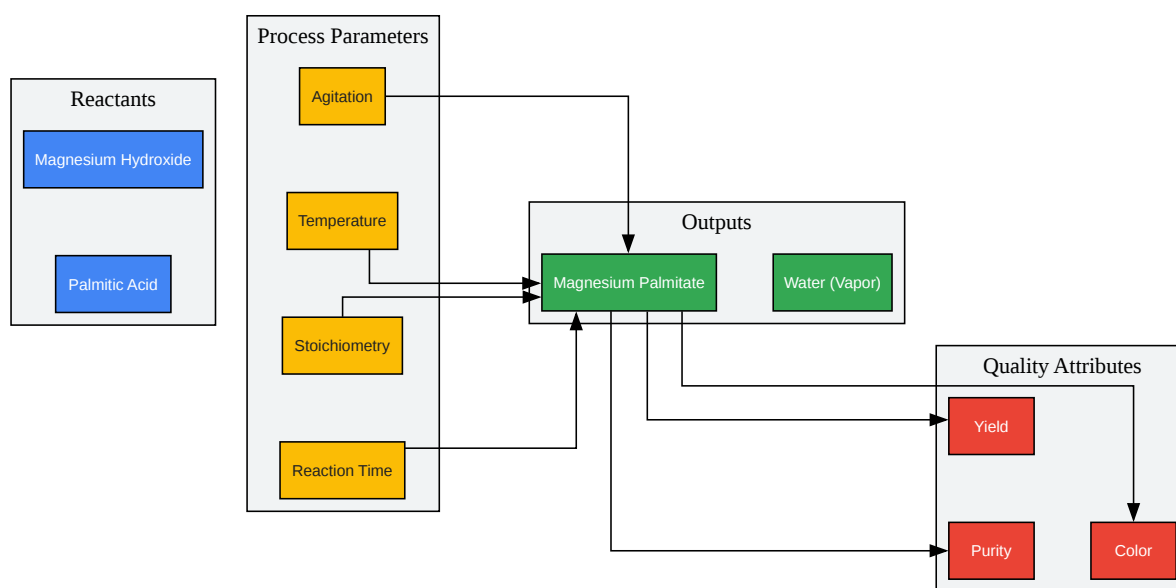 Reactants
Magnesium Hydroxide
Palmitic Acid
Process Parameters
Agitation
Temperature
Stoichiometry
Reaction Time
Outputs
Magnesium Palmitate
Water (Vapor)
Quality Attributes
Yield
Purity
Color